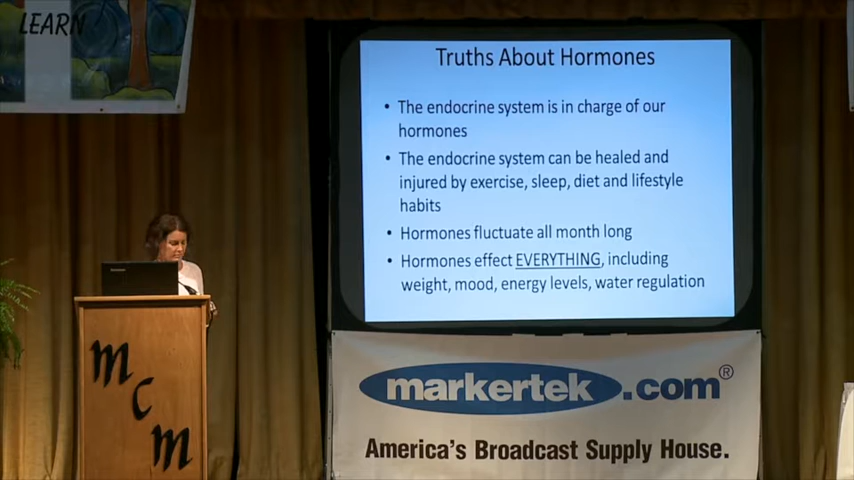 LEARN
Truths About Hormones
• The endocrine system is in charge of our
hormones
• The endocrine system can be healed and
injured by exercise, sleep, diet and lifestyle
habits
• Hormones fluctuate all month long
• Hormones effect EVERYTHING, including
weight, mood, energy levels, water regulation
m
c
m
markertek.com®
America's Broadcast Supply House.